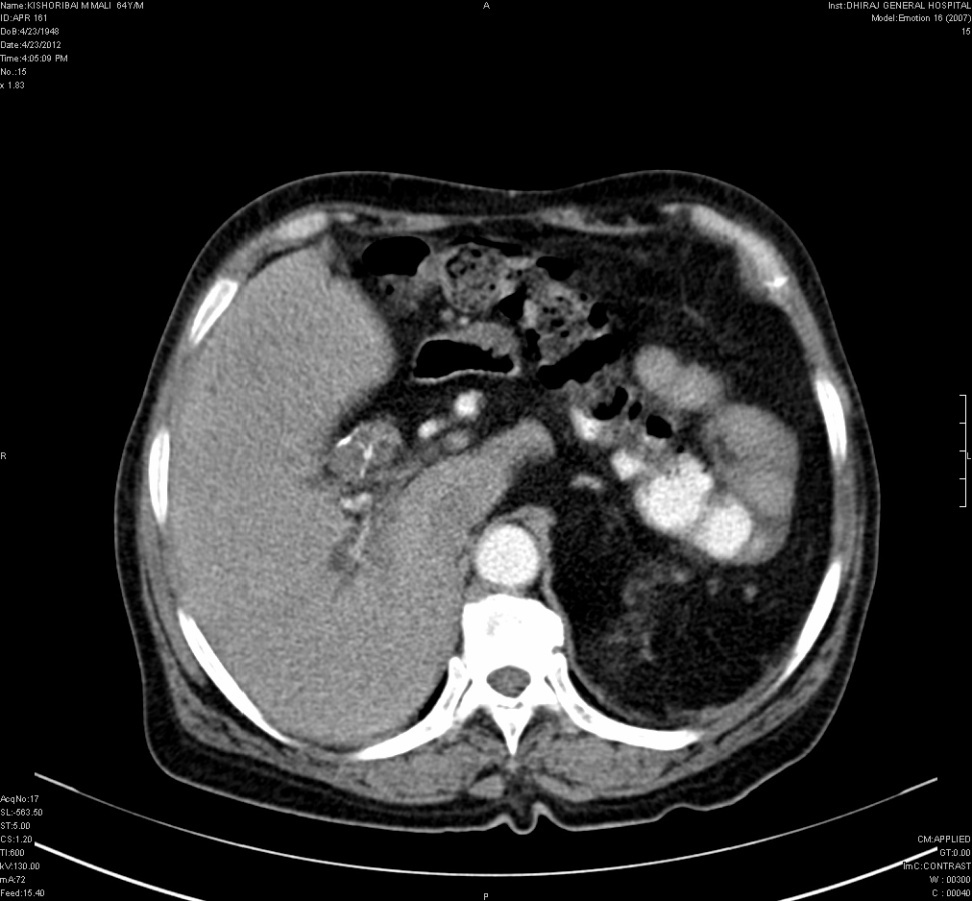 Name:KISHORIBAI M MALI 64Y/M
ID:APR 161
DoB:4/23/1948
Date:4/23/2012
Time:4:05:09 PM
No.:15
x 1.83
A
Inst:DHIRAJ GENERAL HOSPITAL
Model:Emotion 16 (2007)
15
R
L
AcqNo:17
SL:-563.50
ST:5.00
CS:1.20
TI:600
kV:130.00
mA:72
Feed:15.40
P
CM:APPLIED
GT:0.00
ImC:CONTRAST
W : 00300
C : 00040